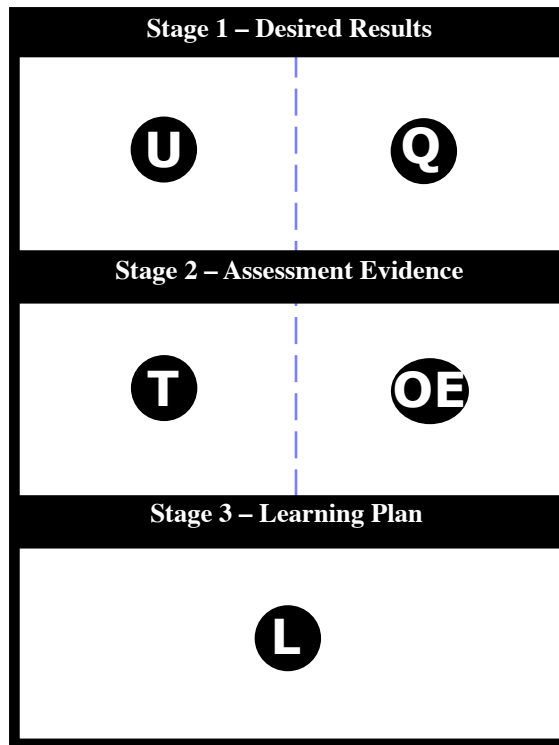 Stage 1 – Desired Results
U Q
Stage 2 – Assessment Evidence
T OE
Stage 3 – Learning Plan
L